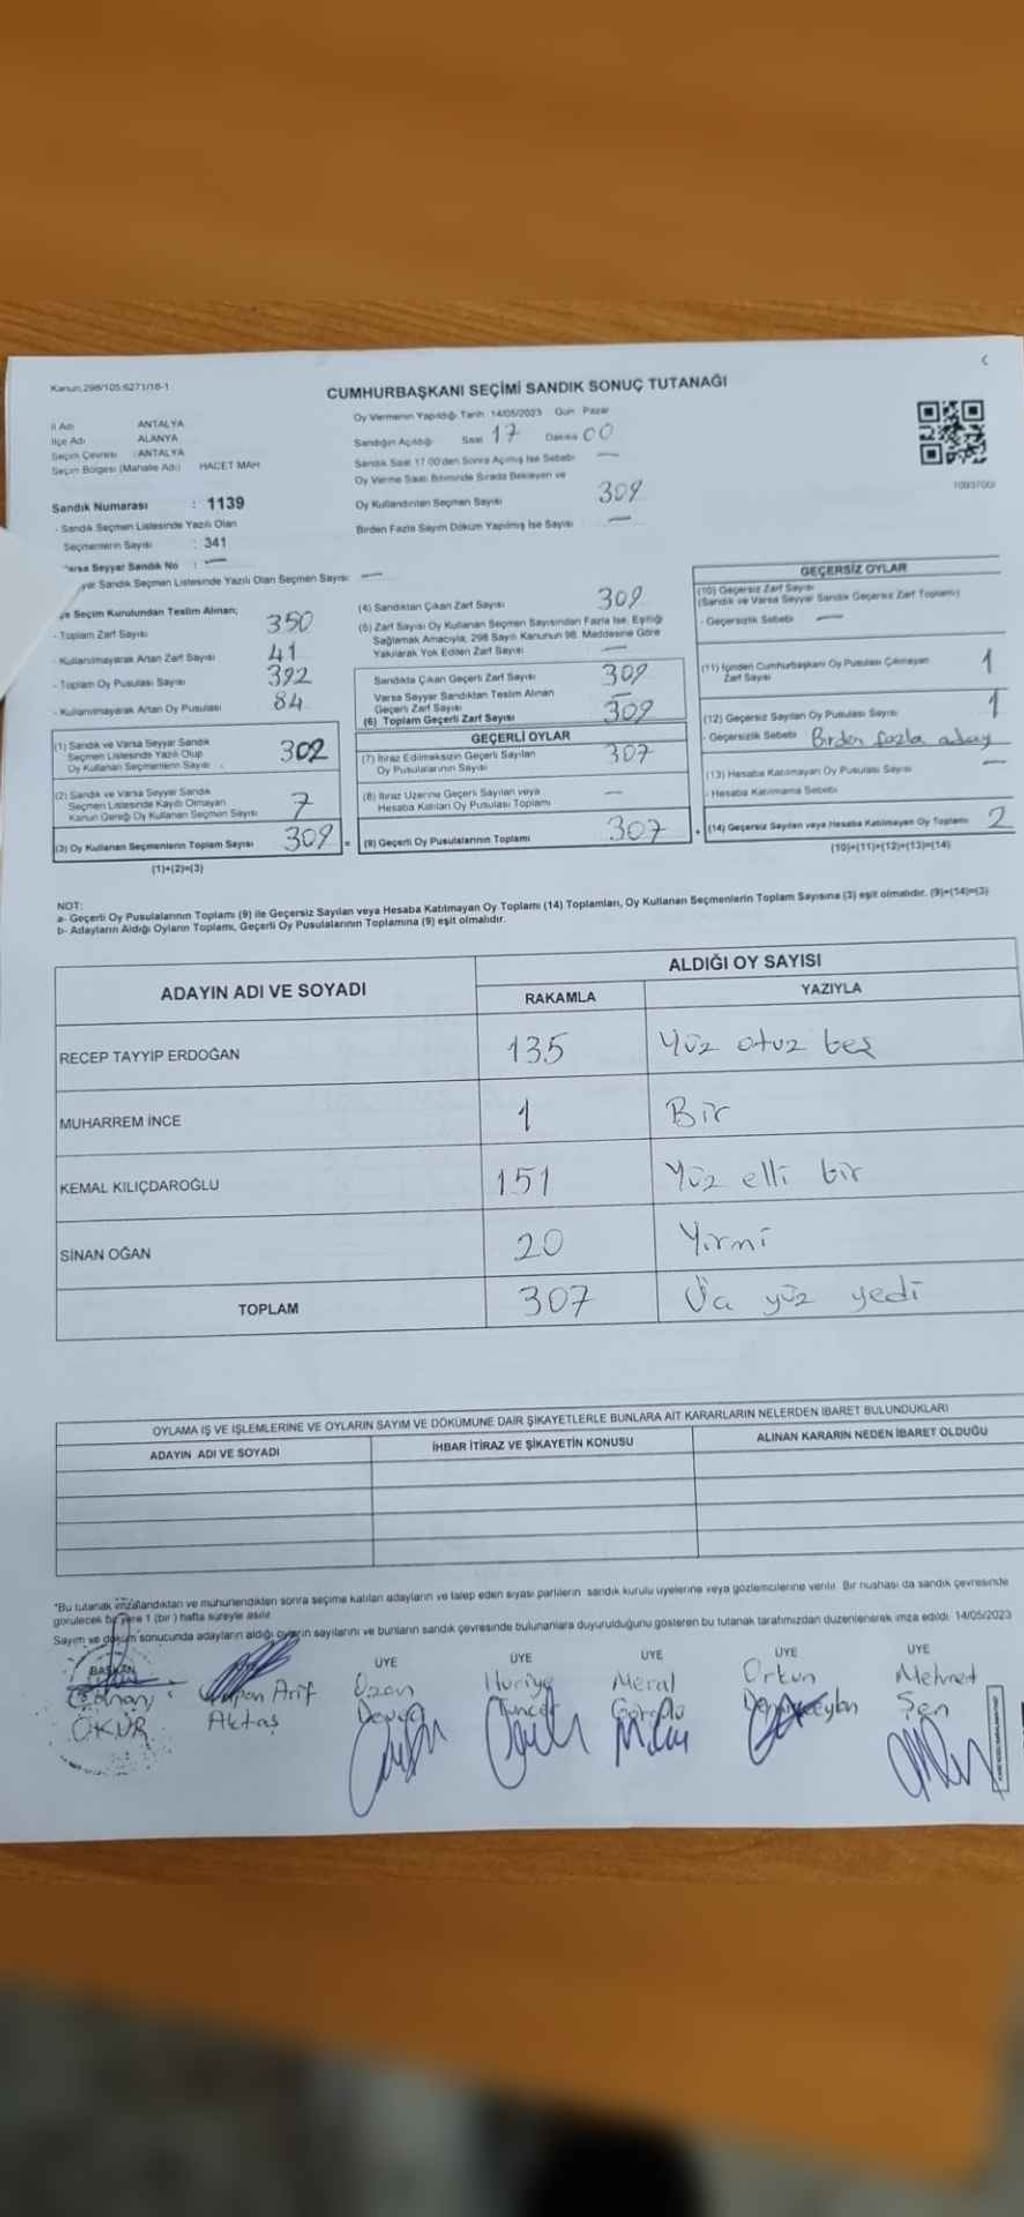 Kanun 298/105 6271/16-1
CUMHURBAŞKANI SEÇİMİ SANDIK SONUÇ TUTANAĞI
İl Adı ANTALYA
İlçe Adı ALANYA
Seçim Çevresi : ANTALYA
Seçim Bölgesi (Mahalle Adı) HACET MAH.
Sandık Numarası : 1139
- Sandık Seçmen Listesinde Yazılı Olan
Seçmenlerin Sayısı : 341
Varsa Seyyar Sandık No : —
Sandık Seçmen Listesinde Yazılı Olan Seçmen Sayısı: —
Oy Vermenin Yapıldığı Tarih 14/05/2023 Gün Pazar
Sandığın Açıldığı Saat 17 Dakika 00
Sandık Saat 17:00'den Sonra Açılmış İse Sebebi —
Oy Verme Saati Bitiminde Sırada Bekleyen ve
Oy Kullandırılan Seçmen Sayısı 309
Birden Fazla Sayım Döküm Yapılmış İse Sayısı —
Seçim Kurulundan Teslim Alınan;
- Toplam Zarf Sayısı 350
- Kullanılmayarak Artan Zarf Sayısı 41
- Toplam Oy Pusulası Sayısı 392
- Kullanılmayarak Artan Oy Pusulası 84
(1) Sandık ve Varsa Seyyar Sandık
Seçmen Listesinde Yazılı Olup
Oy Kullanan Seçmenlerin Sayısı 302
(2) Sandık ve Varsa Seyyar Sandık
Seçmen Listesinde Kayıtlı Olmayan
Kanun Gereği Oy Kullanan Seçmen Sayısı 7
(3) Oy Kullanan Seçmenlerin Toplam Sayısı 309 =
(1)+(2)=(3)
(4) Sandıktan Çıkan Zarf Sayısı 309
(5) Zarf Sayısı Oy Kullanan Seçmen Sayısından Fazla İse, Eşitliği
Sağlamak Amacıyla, 298 Sayılı Kanunun 98. Maddesine Göre
Yakılarak Yok Edilen Zarf Sayısı —
Sandıkta Çıkan Geçerli Zarf Sayısı 309
Varsa Seyyar Sandıktan Teslim Alınan
Geçerli Zarf Sayısı —
(6) Toplam Geçerli Zarf Sayısı 309
GEÇERLİ OYLAR
(7) İtiraz Edilmeksizin Geçerli Sayılan
Oy Pusulalarının Sayısı 307
(8) İtiraz Üzerine Geçerli Sayılan veya
Hesaba Katılan Oy Pusulası Toplamı —
(9) Geçerli Oy Pusulalarının Toplamı 307 +
GEÇERSİZ OYLAR
(10) Geçersiz Zarf Sayısı
(Sandık ve Varsa Seyyar Sandık Geçersiz Zarf Toplamı)
- Geçersizlik Sebebi —
(11) İçinden Cumhurbaşkanı Oy Pusulası Çıkmayan
Zarf Sayısı 1
(12) Geçersiz Sayılan Oy Pusulası Sayısı 1
- Geçersizlik Sebebi Birden fazla aday
(13) Hesaba Katılmayan Oy Pusulası Sayısı —
- Hesaba Katılmama Sebebi
(14) Geçersiz Sayılan veya Hesaba Katılmayan Oy Toplamı 2
(10)+(11)+(12)+(13)=(14)
NOT:
a- Geçerli Oy Pusulalarının Toplamı (9) ile Geçersiz Sayılan veya Hesaba Katılmayan Oy Toplamı (14) Toplamları, Oy Kullanan Seçmenlerin Toplam Sayısına (3) eşit olmalıdır. (9)+(14)=(3)
b- Adayların Aldığı Oyların Toplamı, Geçerli Oy Pusulalarının Toplamına (9) eşit olmalıdır.
ADAYIN ADI VE SOYADI
ALDIĞI OY SAYISI
RAKAMLA YAZIYLA
RECEP TAYYİP ERDOĞAN 135 Yüz otuz beş
MUHARREM İNCE 1 Bir
KEMAL KILIÇDAROĞLU 151 Yüz elli bir
SİNAN OĞAN 20 Yirmi
TOPLAM 307 Üç yüz yedi
OYLAMA İŞ VE İŞLEMLERİNE VE OYLARIN SAYIM VE DÖKÜMÜNE DAİR ŞİKAYETLERLE BUNLARA AİT KARARLARIN NELERDEN İBARET BULUNDUKLARI
ADAYIN ADI VE SOYADI İHBAR İTİRAZ VE ŞİKAYETİN KONUSU ALINAN KARARIN NEDEN İBARET OLDUĞU
*Bu tutanak imzalandıktan ve mühürlendikten sonra seçime katılan adayların ve talep eden siyasi partilerin sandık kurulu üyelerine veya gözlemcilerine verilir. Bir nüshası da sandık çevresinde
görülecek bir yere 1 (bir) hafta süreyle asılır.
Sayım ve döküm sonucunda adayların aldığı oyların sayılarını ve bunların sandık çevresinde bulunanlara duyurulduğunu gösteren bu tutanak tarafımızdan düzenlenerek imza edildi. 14/05/2023
BAŞKAN ÜYE ÜYE ÜYE ÜYE ÜYE
Arif Ozan Huriye Meral Orkun Mehmet
ÖKÜR Aktaş Şen